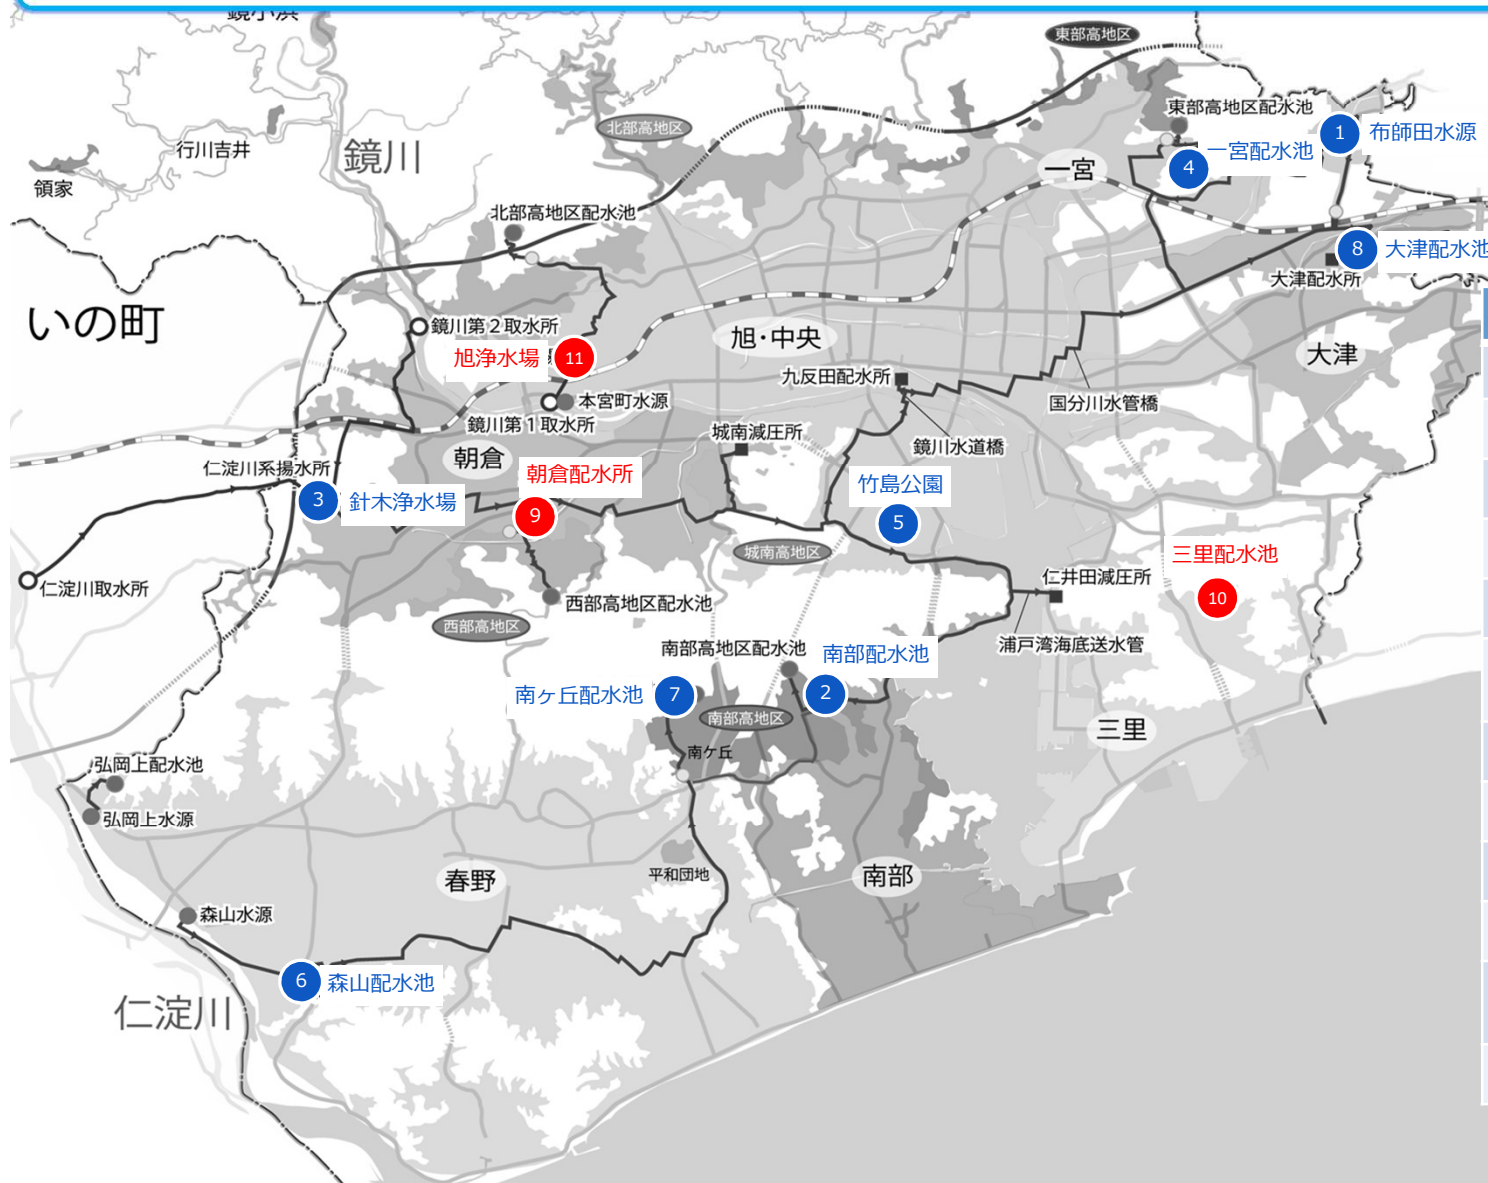 鏡小浜
東部高地区
東部高地区配水池
1
布師田水源
北部高地区
行川吉井
鏡川
一宮
4
一宮配水池
領家
北部高地区配水池
8
大津配水池
大津配水所
いの町
鏡川第2取水所
旭・中央
大津
旭浄水場
11
九反田配水所
本宮町水源
国分川水管橋
鏡川第1取水所
城南減圧所
鏡川水道橋
朝倉
仁淀川系揚水所
朝倉配水所
竹島公園
3
針木浄水場
9
5
城南高地区
三里配水池
仁淀川取水所
仁井田減圧所
10
西部高地区配水池
西部高地区
浦戸湾海底送水管
南部高地区配水池
南部配水池
南ヶ丘配水池
7
2
南部高地区
三里
南ケ丘
弘岡上配水池
弘岡上水源
平和団地
春野
南部
森山水源
6
森山配水池
仁淀川